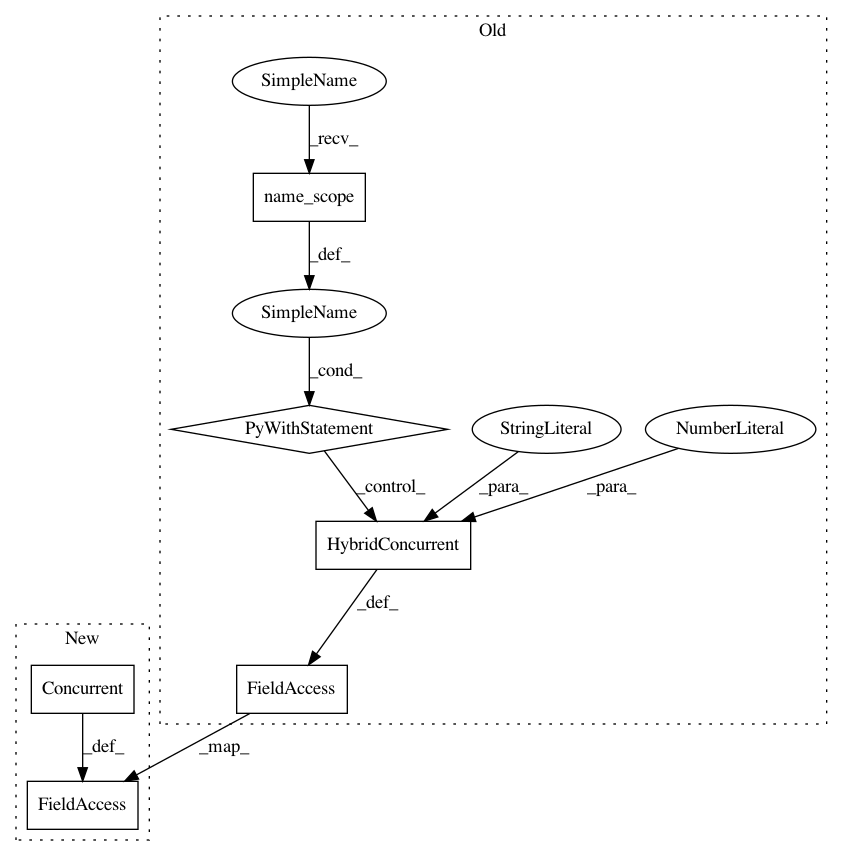 Old
SimpleName
_recv_
name_scope
_def_
SimpleName
_cond_
PyWithStatement
StringLiteral
NumberLiteral
_control_
_para_
_para_
HybridConcurrent
_def_
New
Concurrent
FieldAccess
_def_
_map_
FieldAccess